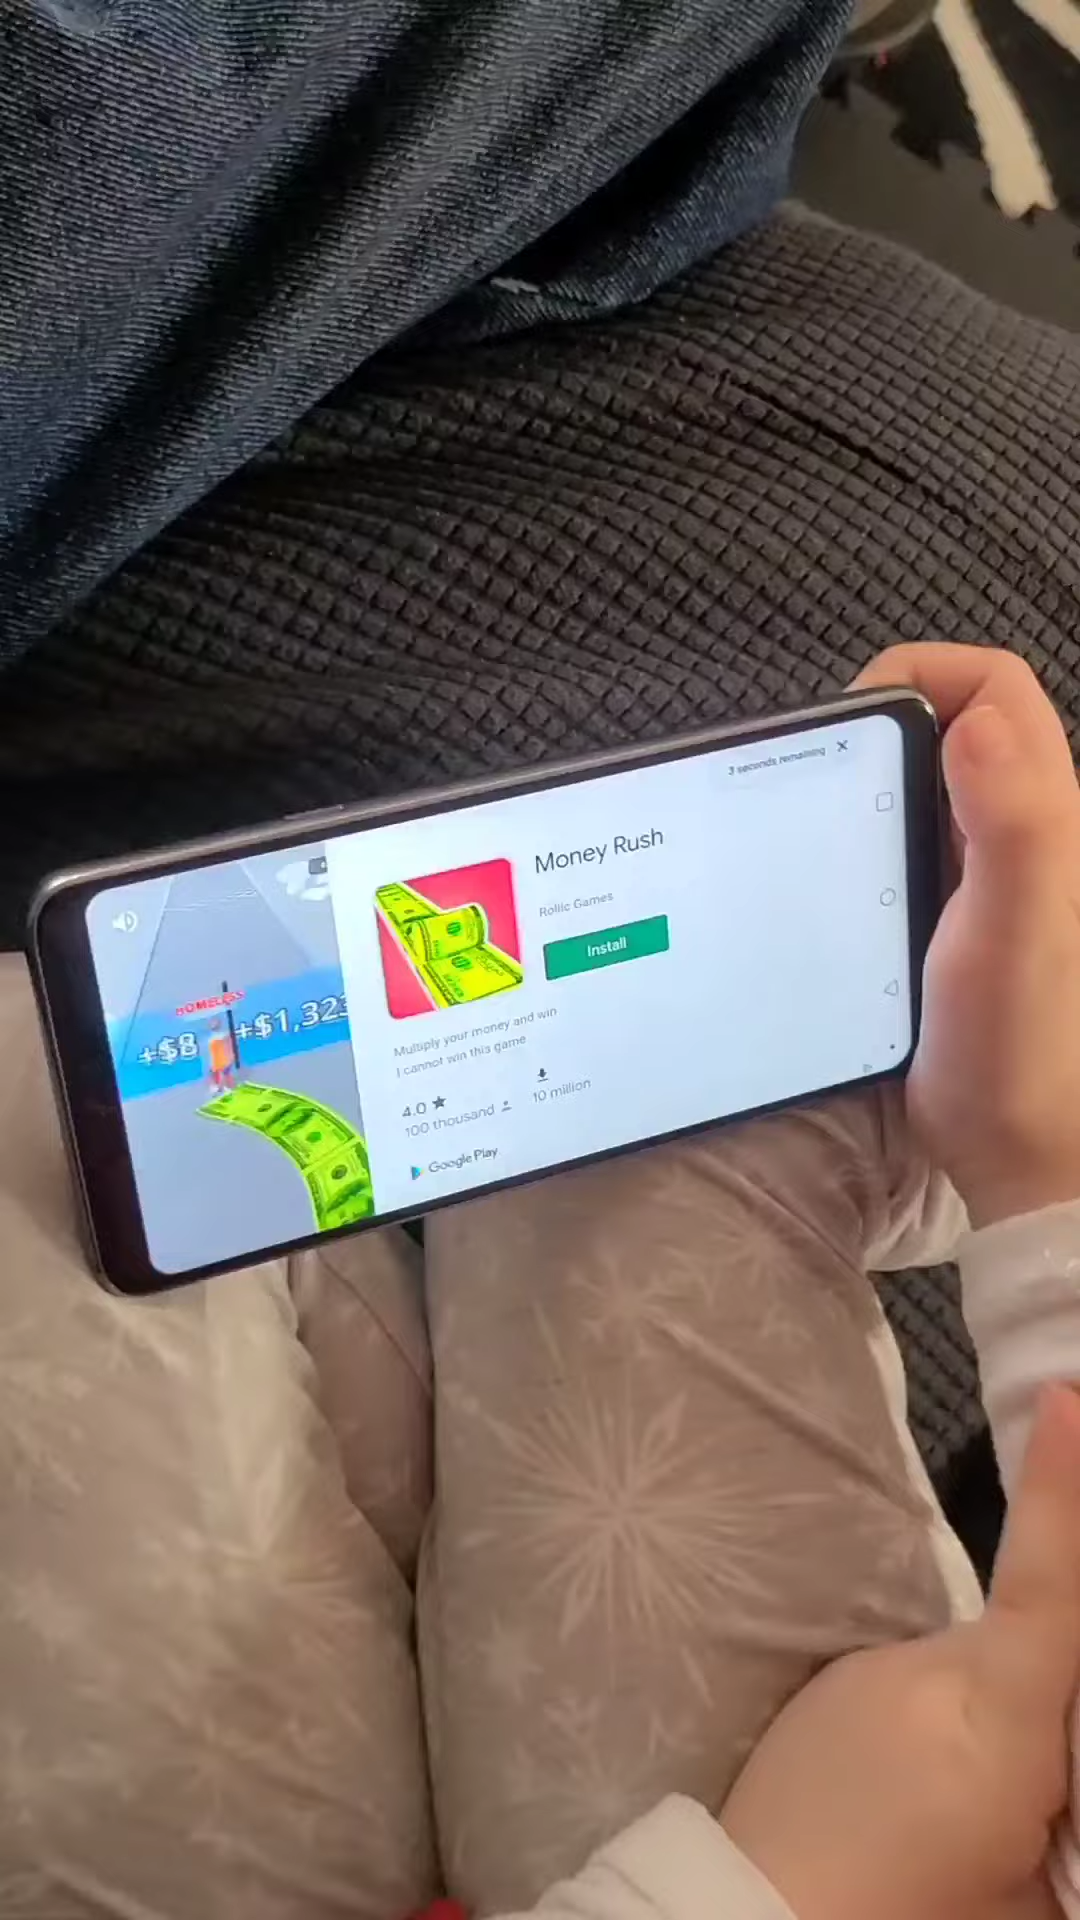 3 seconds remaining
Money Rush
Rollic Games
Install
HOMELESS
+$8
+$1,323
Multiply your money and win
I cannot win this game
4.0 ★
100 thousand
10 million
Google Play